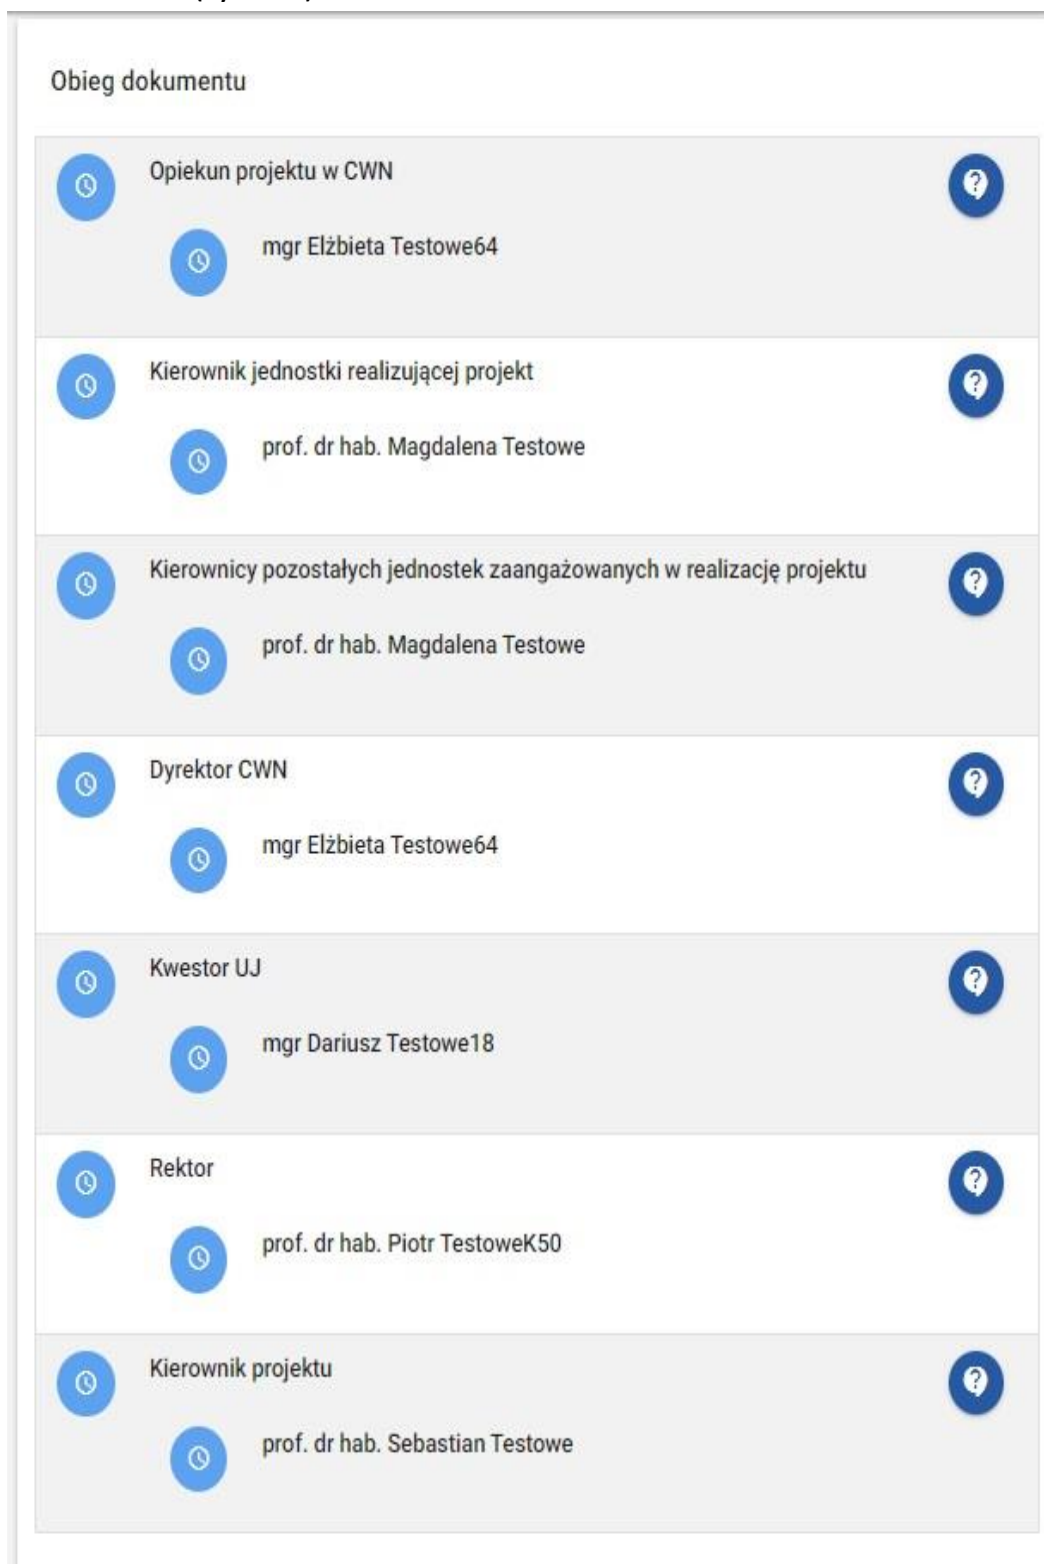 Obieg dokumentu
Opiekun projektu w CWN
mgr Elżbieta Testowe64
Kierownik jednostki realizującej projekt
prof. dr hab. Magdalena Testowe
Kierownicy pozostałych jednostek zaangażowanych w realizację projektu
prof. dr hab. Magdalena Testowe
Dyrektor CWN
mgr Elżbieta Testowe64
Kwestor UJ
mgr Dariusz Testowe18
Rektor
prof. dr hab. Piotr TestoweK50
Kierownik projektu
prof. dr hab. Sebastian Testowe